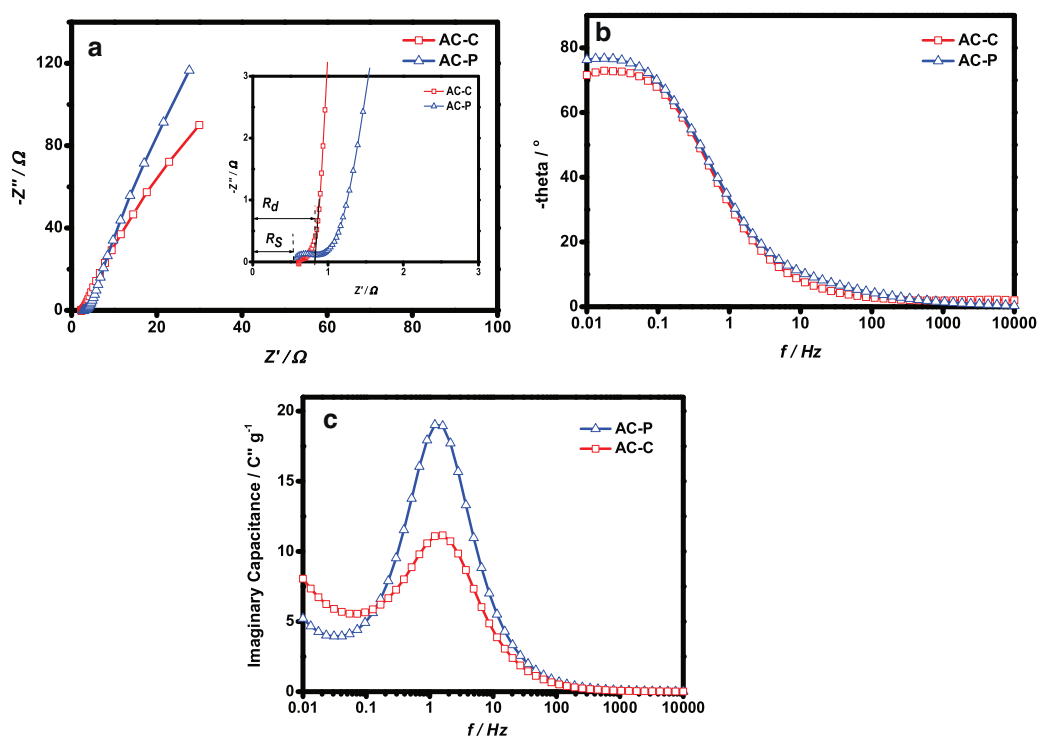 a
AC-C
AC-P
120
80
40
0
-Z'' / Ω
0 20 40 60 80 100
Z' / Ω
AC-C
AC-P
3
2
1
0
-Z'' / Ω
Rd
RS
0 1 2 3
Z' / Ω
b
AC-C
AC-P
80
60
40
20
0
-theta / °
0.01 0.1 1 10 100 1000 10000
f / Hz
c
AC-P
AC-C
20
15
10
5
0
Imaginary Capacitance / C'' g-1
0.01 0.1 1 10 100 1000 10000
f / Hz